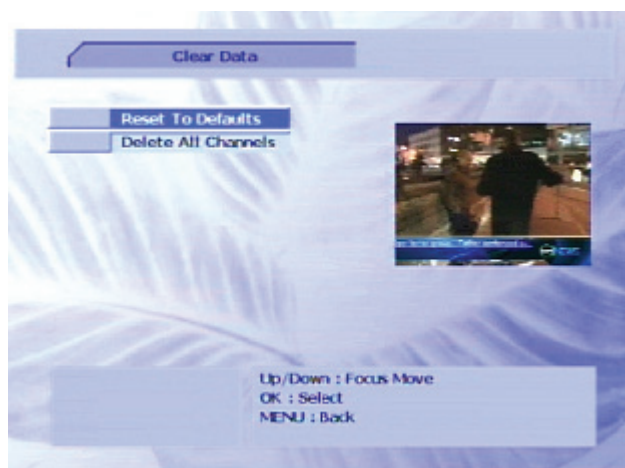 Clear Data
Reset To Defaults
Delete All Channels
Up/Down : Focus Move
OK : Select
MENU : Back